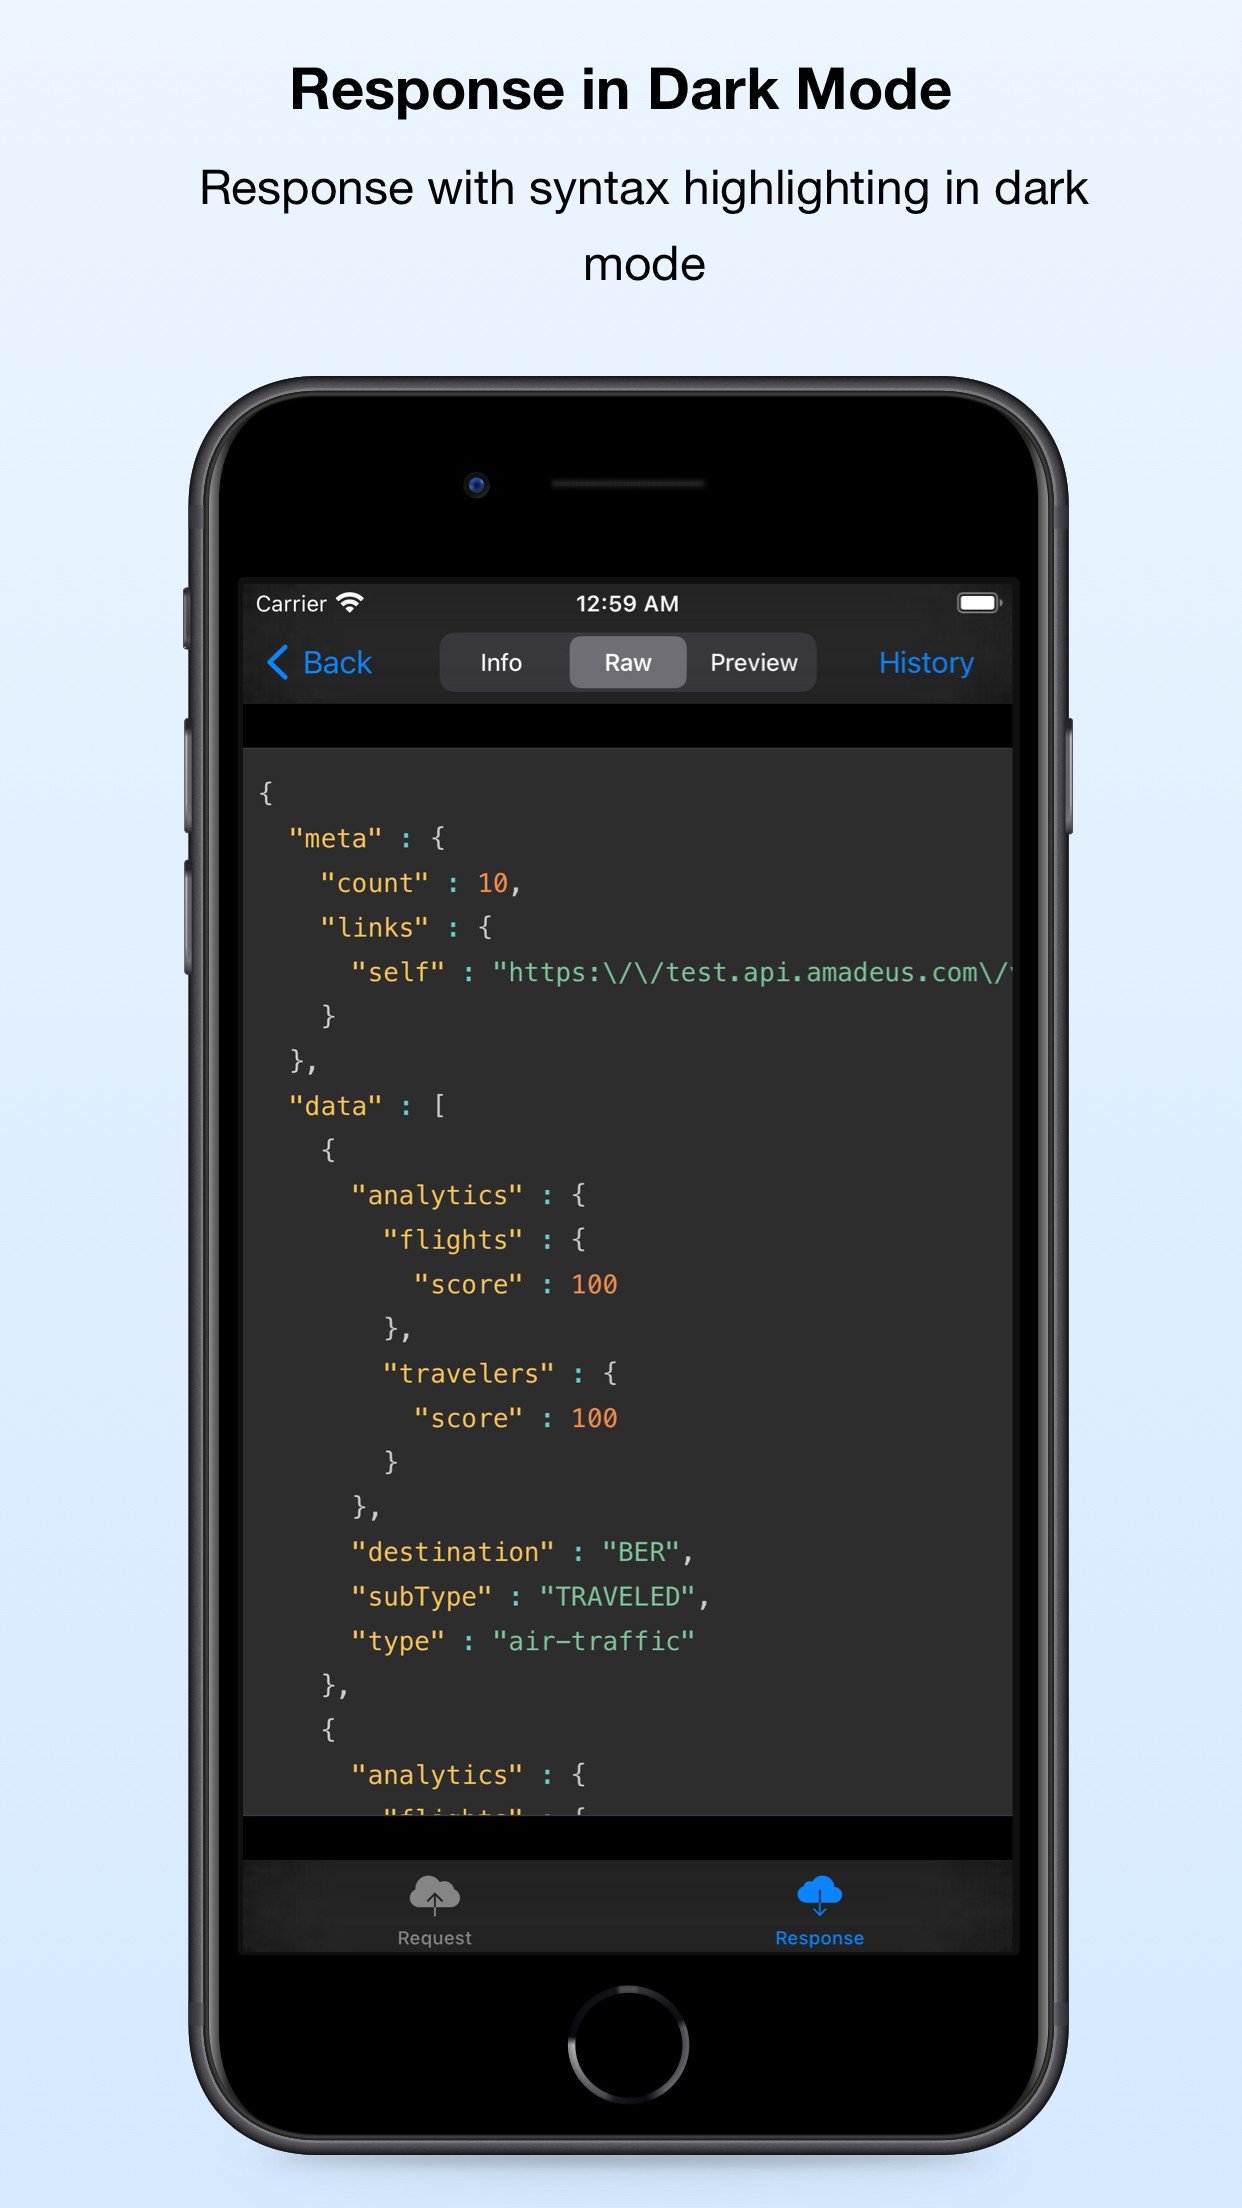 Response in Dark Mode
Response with syntax highlighting in dark
mode
Carrier 12:59 AM
Back Info Raw Preview History
{
"meta" : {
"count" : 10,
"links" : {
"self" : "https:\/\/test.api.amadeus.com\/
}
},
"data" : [
{
"analytics" : {
"flights" : {
"score" : 100
},
"travelers" : {
"score" : 100
}
},
"destination" : "BER",
"subType" : "TRAVELED",
"type" : "air-traffic"
},
{
"analytics" : {
"flights" : {
Request Response